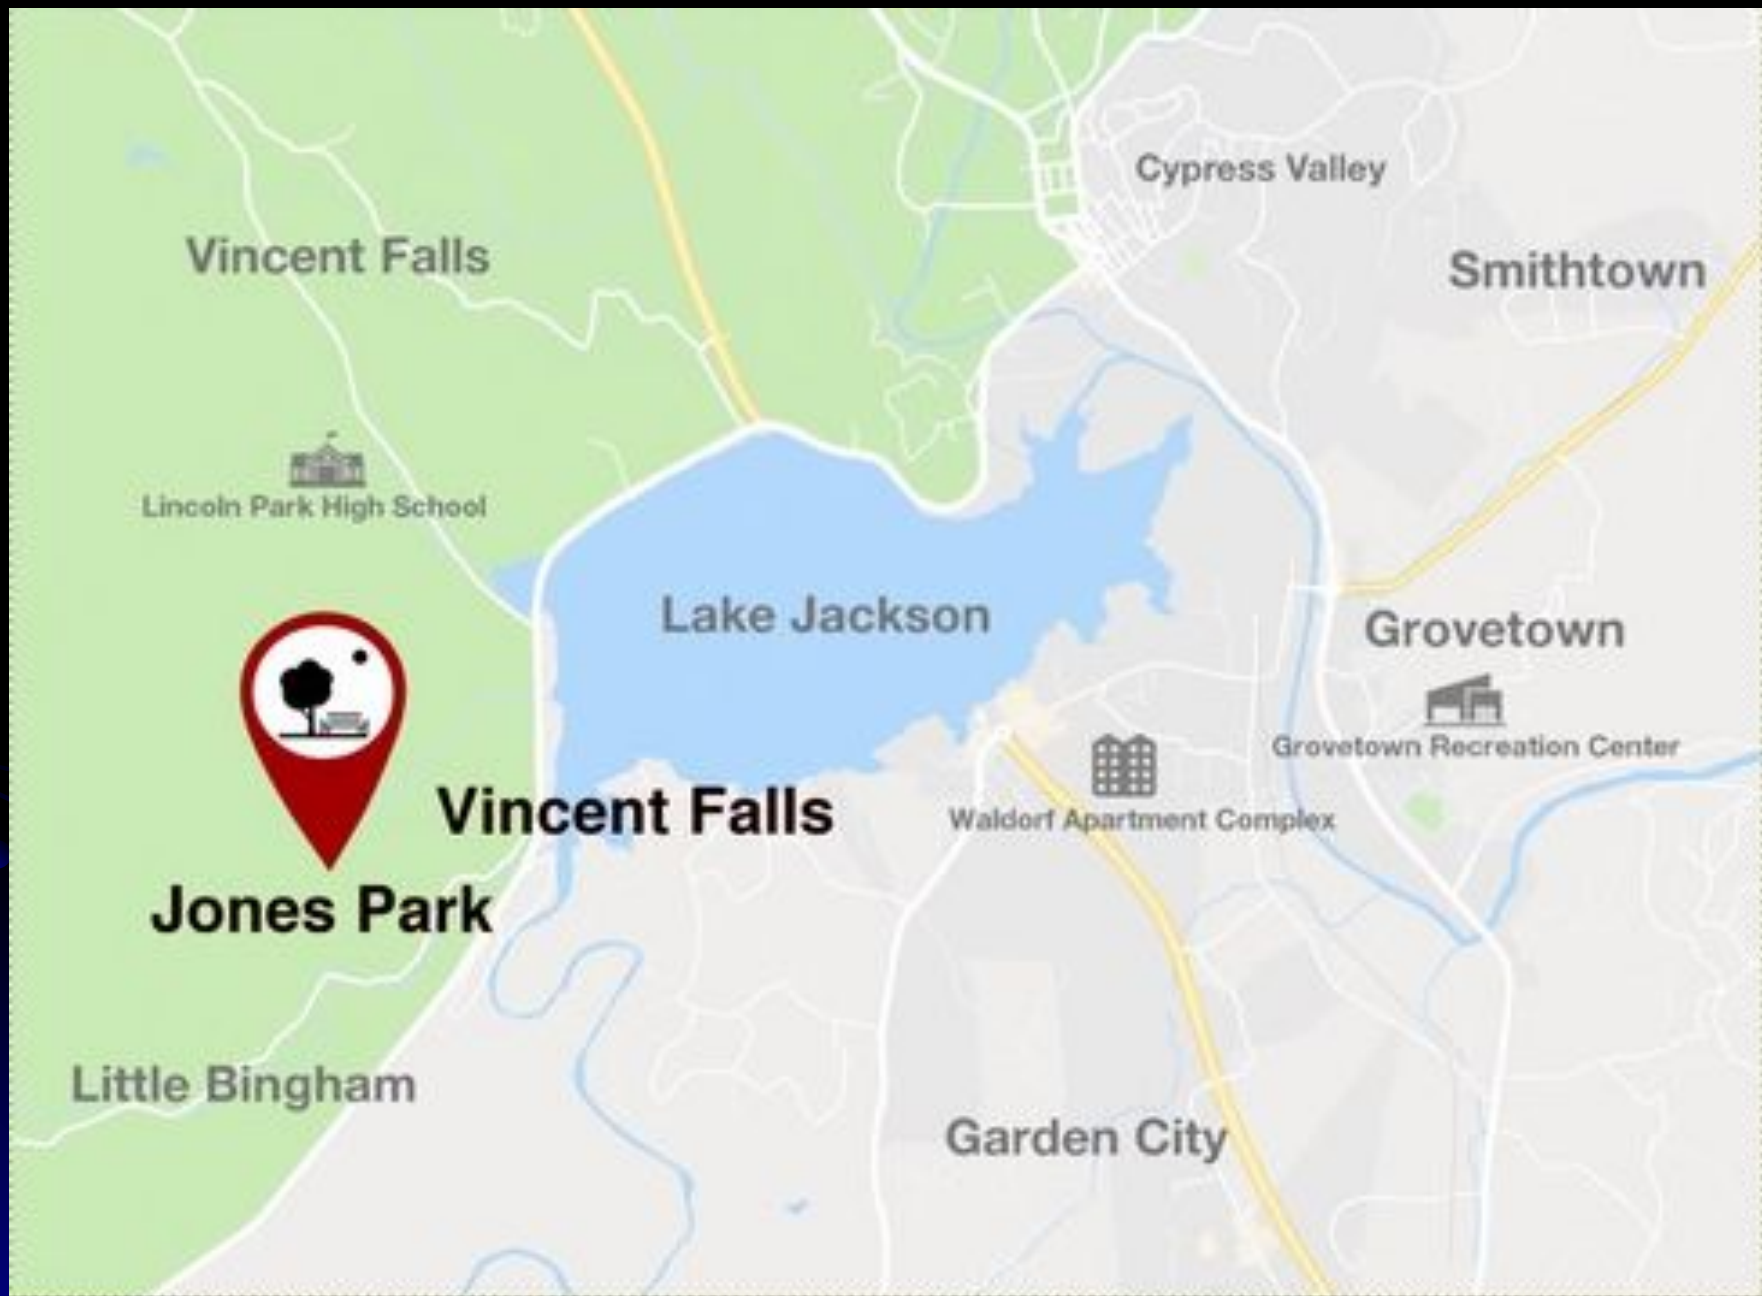 Cypress Valley
Vincent Falls
Smithtown
Lincoln Park High School
Lake Jackson
Grovetown
Grovetown Recreation Center
Vincent Falls
Waldorf Apartment Complex
Jones Park
Little Bingham
Garden City